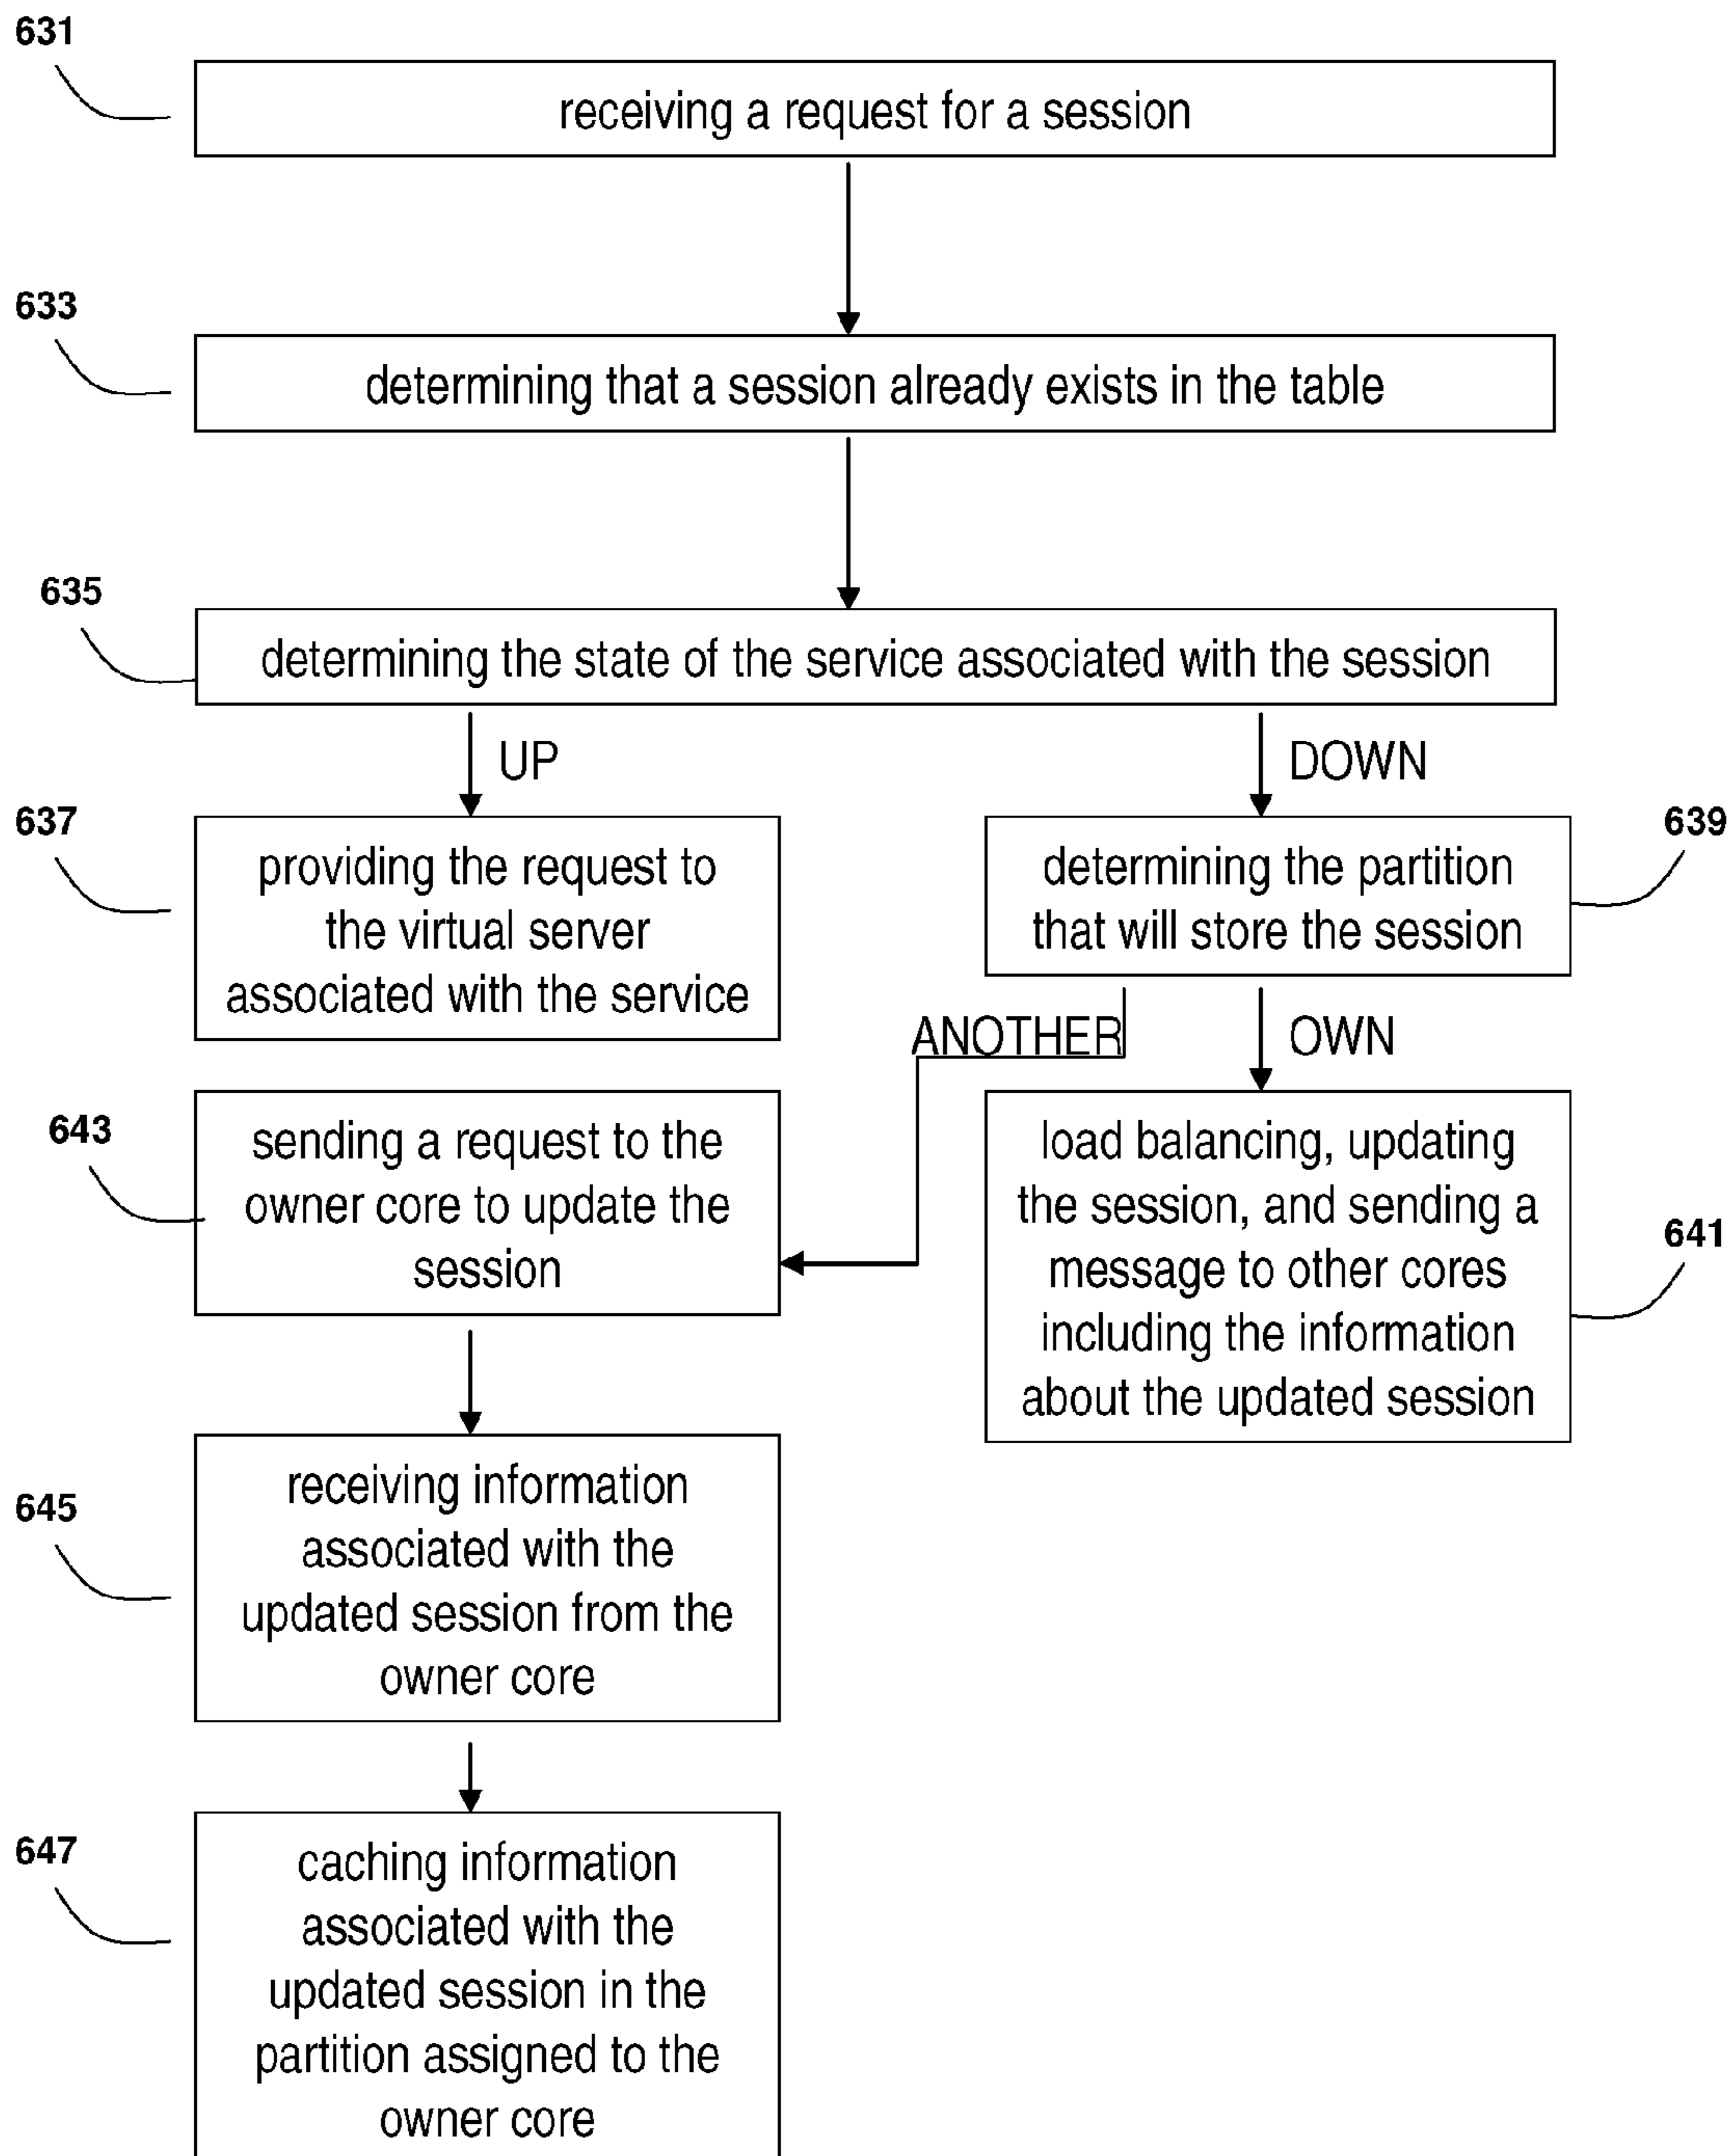 631
receiving a request for a session
633
determining that a session already exists in the table
635
determining the state of the service associated with the session
UP
DOWN
637
providing the request to
the virtual server
associated with the service
639
determining the partition
that will store the session
ANOTHER
OWN
643
sending a request to the
owner core to update the
session
load balancing, updating
the session, and sending a
message to other cores
including the information
about the updated session
641
645
receiving information
associated with the
updated session from the
owner core
647
caching information
associated with the
updated session in the
partition assigned to the
owner core